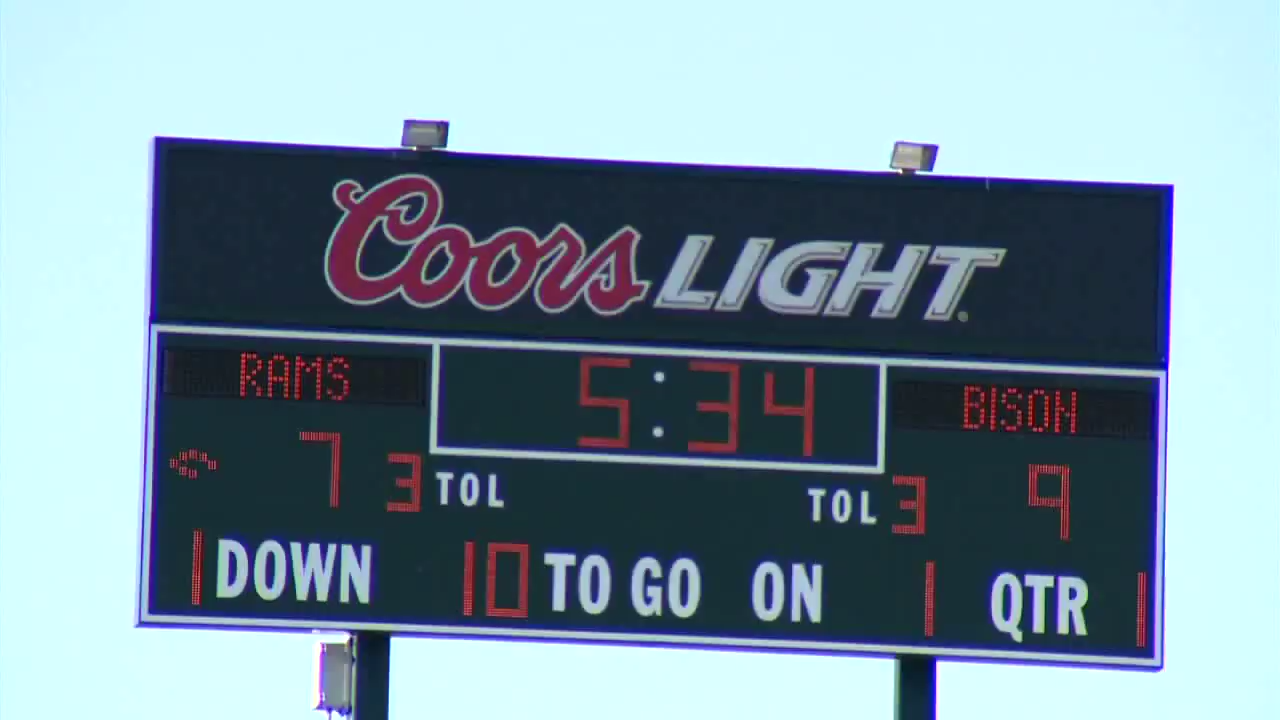 Coors LIGHT
RAMS 5:34 BISON
7 3 TOL TOL 3 9
1 DOWN 10 TO GO ON 1 QTR 1